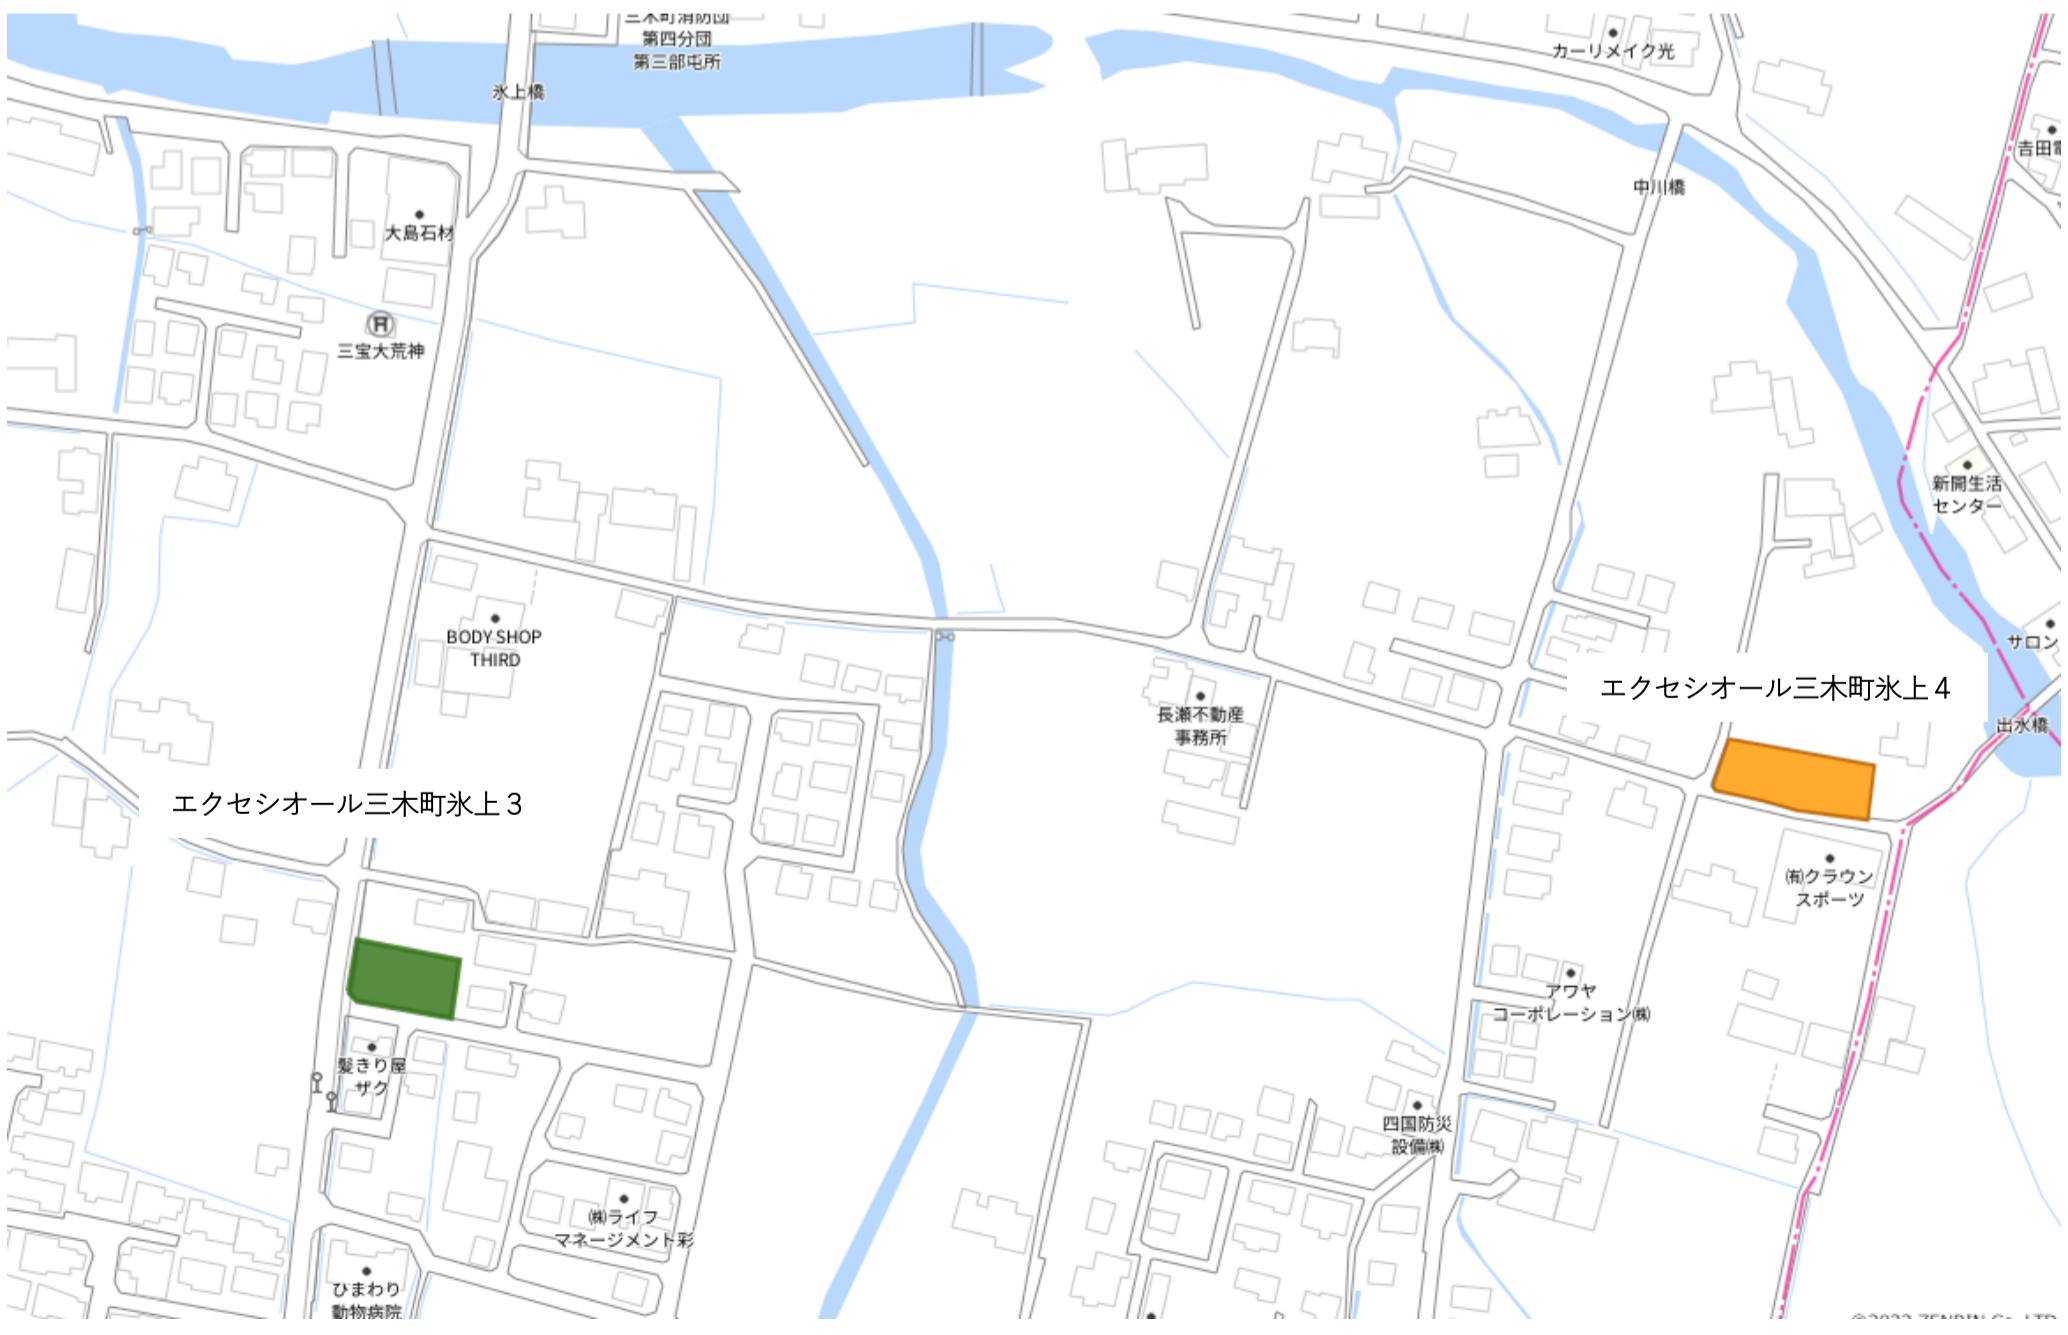 三木町消防団
第四分団
第三部屯所
カーリメイク光
氷上橋
中川橋
大島石材
三宝大荒神
新開生活
センター
BODY SHOP
THIRD
サロン
エクセシオール三木町氷上４
長瀬不動産
事務所
出水橋
エクセシオール三木町氷上３
㈲クラウン
スポーツ
アワヤ
コーポレーション㈱
髪きり屋
ザク
四国防災
設備㈱
㈱ライフ
マネージメント彩
ひまわり
動物病院